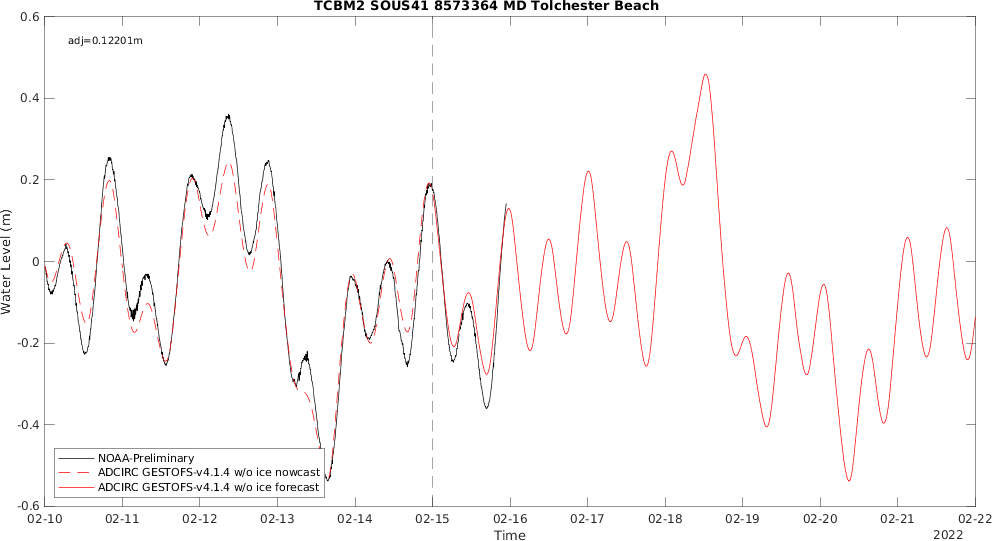 TCBM2 SOUS41 8573364 MD Tolchester Beach
adj=0.12201m
Water Level (m)
0.6
0.4
0.2
0
-0.2
-0.4
-0.6
NOAA-Preliminary
ADCIRC GESTOFS-v4.1.4 w/o ice nowcast
ADCIRC GESTOFS-v4.1.4 w/o ice forecast
02-10 02-11 02-12 02-13 02-14 02-15 02-16 02-17 02-18 02-19 02-20 02-21 02-22
Time
2022